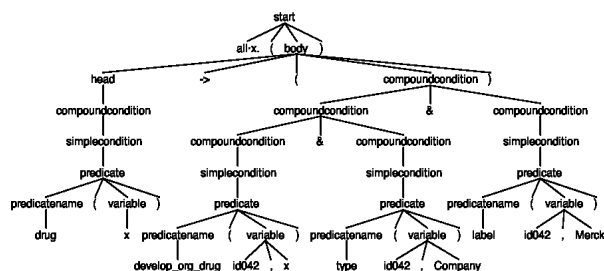 start
all·x. ( body )
head -> ( compoundcondition )
compoundcondition compoundcondition & compoundcondition
simplecondition compoundcondition & compoundcondition simplecondition
predicate simplecondition simplecondition predicate
predicatename ( variable ) predicate predicate predicatename ( variable )
drug x predicatename ( variable ) predicatename ( variable ) label id042 , Merck
develop_org_drug id042 , x type id042 , Company